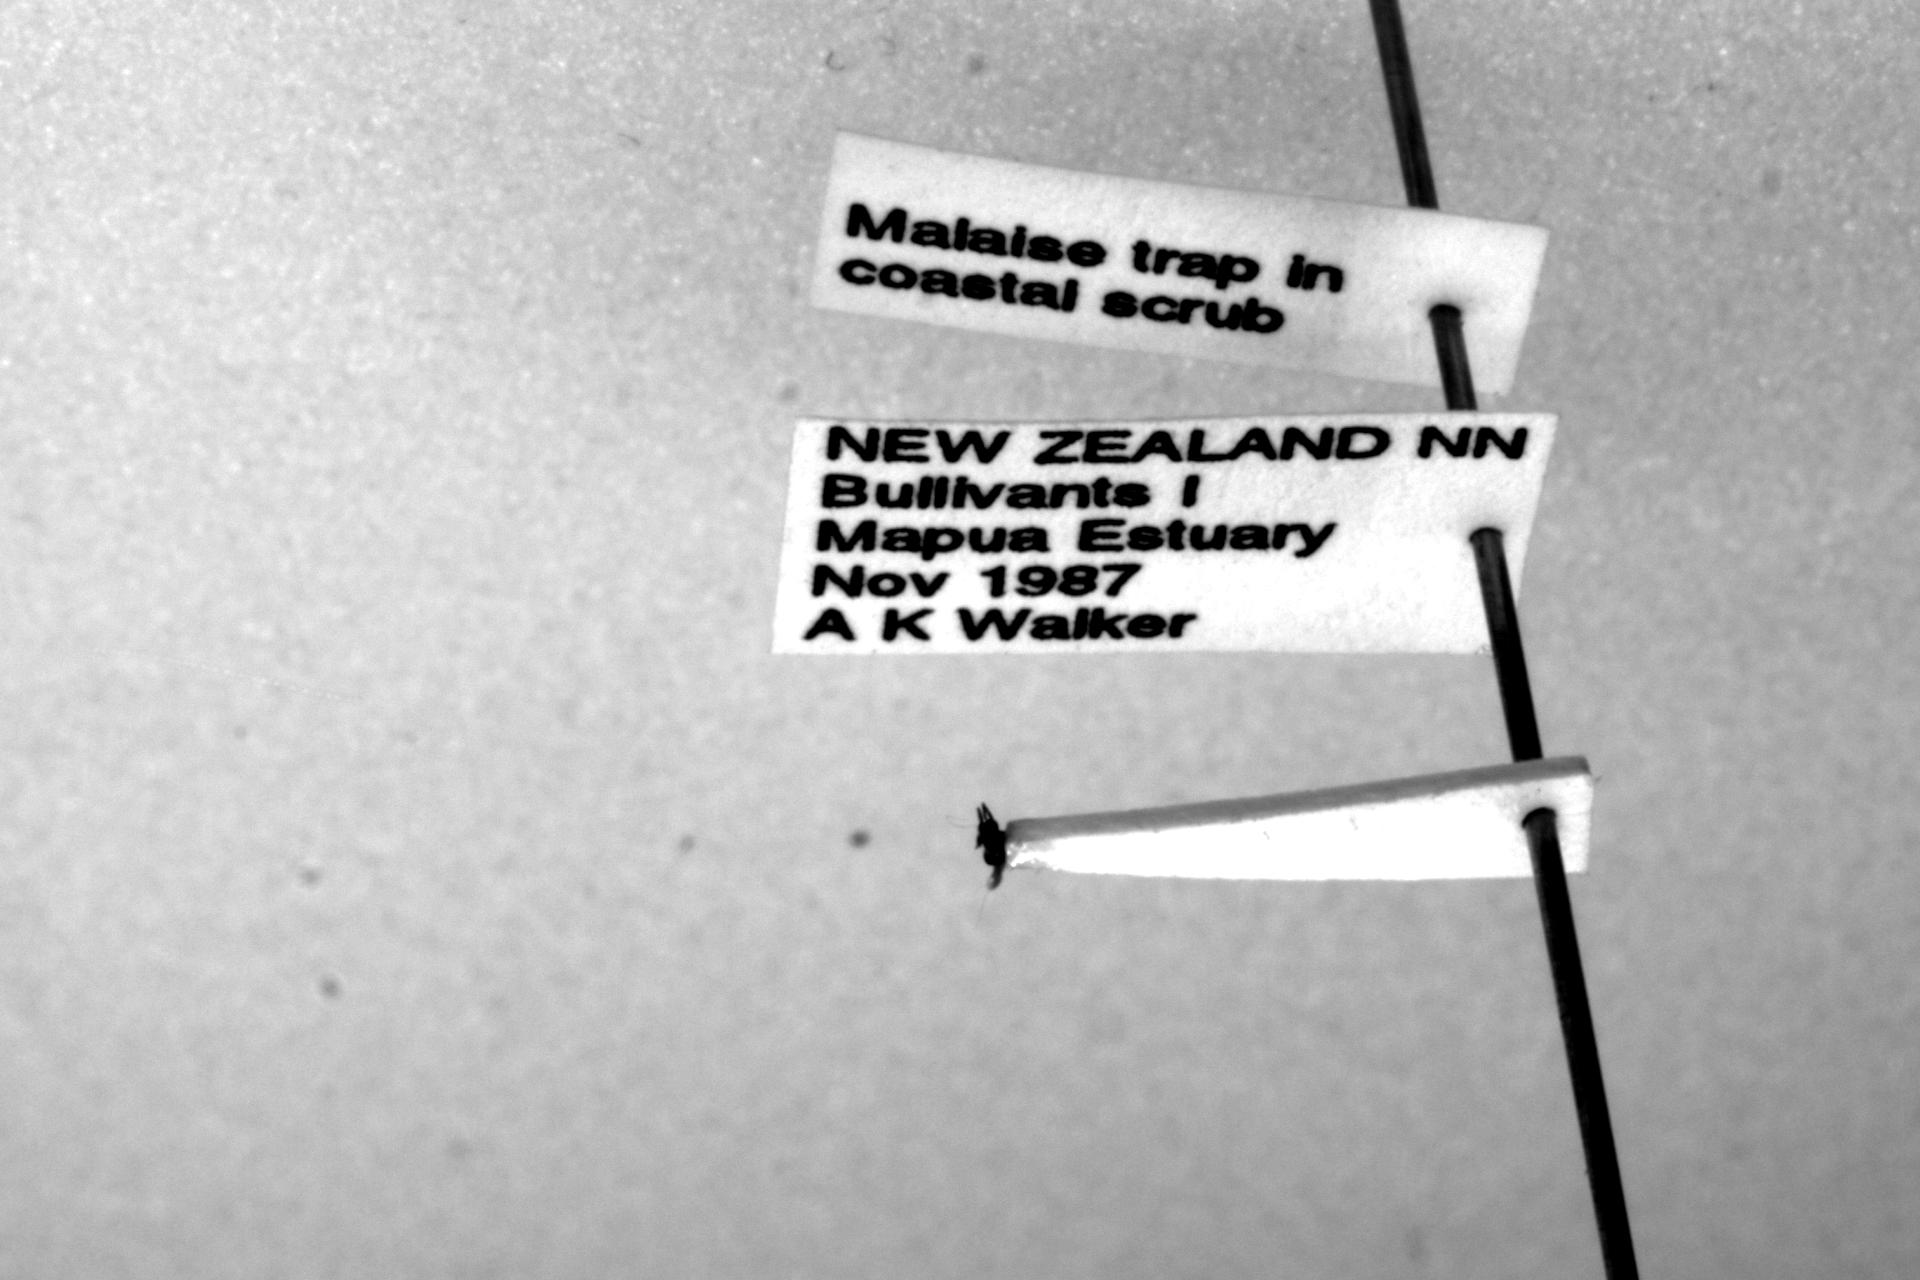 Malaise trap in
coastal scrub
NEW ZEALAND NN
Bullivants I
Mapua Estuary
Nov 1987
A K Walker